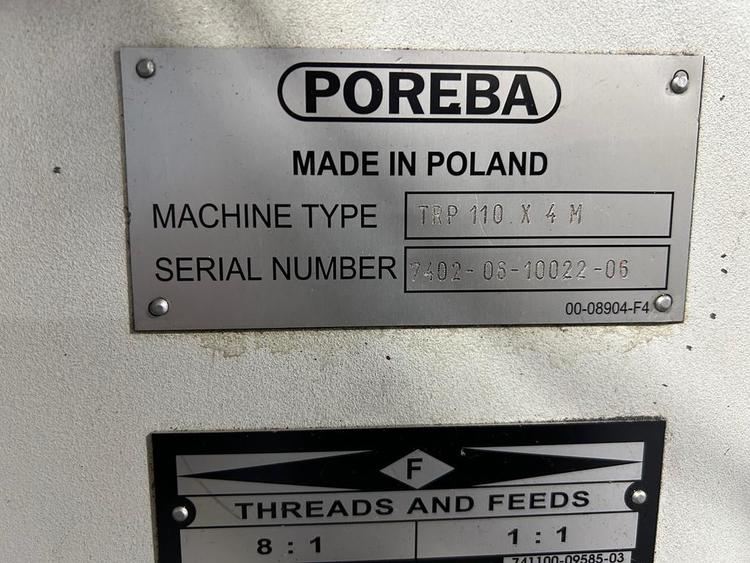 POREBA
MADE IN POLAND
MACHINE TYPE TRP 110 X 4 M
SERIAL NUMBER 7402-06-10022-06
00-08904-F4
F
THREADS AND FEEDS
8 : 1 1 : 1
741100-09585-03